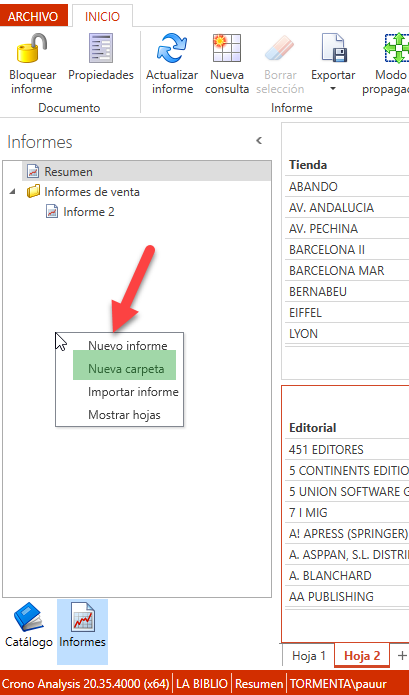 ARCHIVO INICIO
Bloquear informe
Propiedades
Actualizar informe
Nueva consulta
Borrar selección
Exportar
Modo propaga
Documento
Informe
Informes
Resumen
Informes de venta
Informe 2
Nuevo informe
Nueva carpeta
Importar informe
Mostrar hojas
Tienda
ABANDO
AV. ANDALUCIA
AV. PECHINA
BARCELONA II
BARCELONA MAR
BERNABEU
EIFFEL
LYON
Editorial
451 EDITORES
5 CONTINENTS EDITIO
5 UNION SOFTWARE G
7 I MIG
A! APRESS (SPRINGER)
A. ASPPAN, S.L. DISTRI
A. BLANCHARD
AA PUBLISHING
Catálogo
Informes
Hoja 1 Hoja 2
Crono Analysis 20.35.4000 (x64) LA BIBLIO Resumen TORMENTA\paur